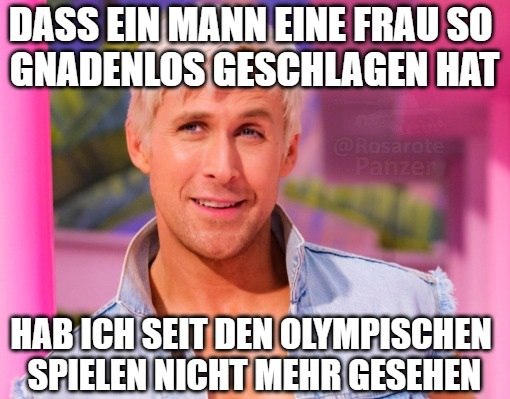 DASS EIN MANN EINE FRAU SO
GNADENLOS GESCHLAGEN HAT
@Rosarote
Panzer
HAB ICH SEIT DEN OLYMPISCHEN
SPIELEN NICHT MEHR GESEHEN